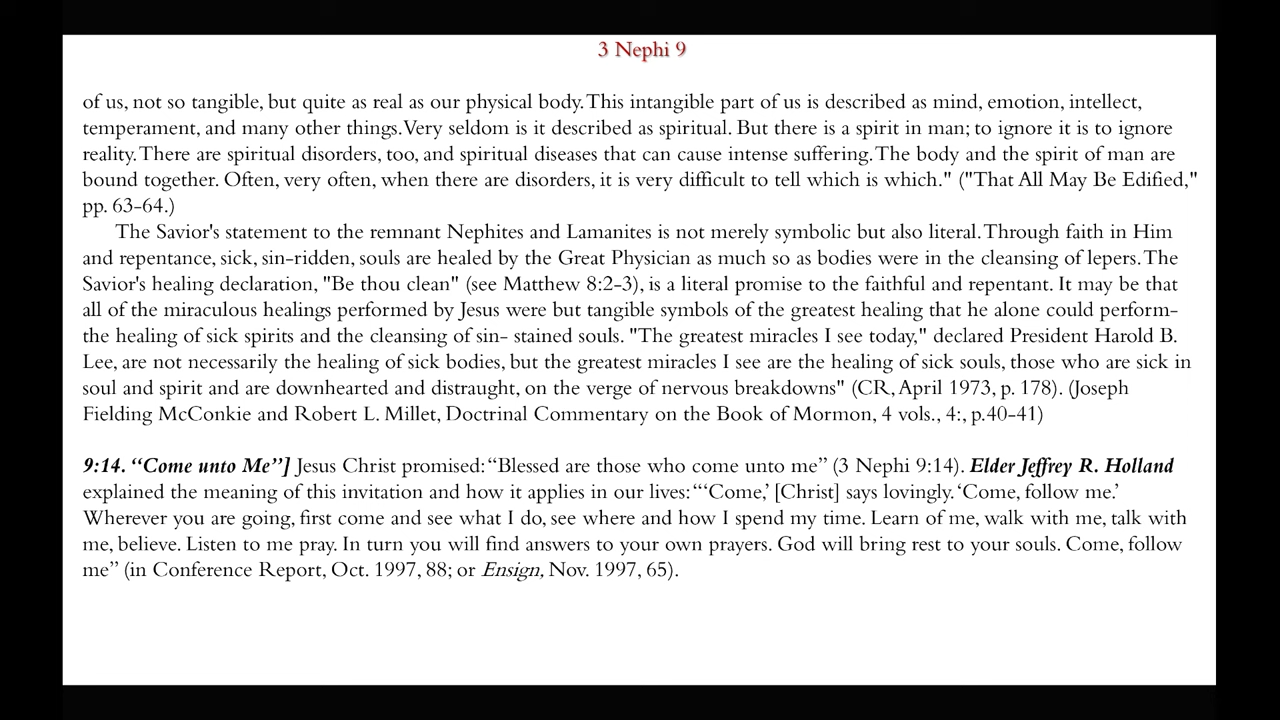 3 Nephi 9
of us, not so tangible, but quite as real as our physical body. This intangible part of us is described as mind, emotion, intellect,
temperament, and many other things. Very seldom is it described as spiritual. But there is a spirit in man; to ignore it is to ignore
reality. There are spiritual disorders, too, and spiritual diseases that can cause intense suffering. The body and the spirit of man are
bound together. Often, very often, when there are disorders, it is very difficult to tell which is which." ("That All May Be Edified,"
pp. 63-64.)
The Savior's statement to the remnant Nephites and Lamanites is not merely symbolic but also literal. Through faith in Him
and repentance, sick, sin-ridden, souls are healed by the Great Physician as much so as bodies were in the cleansing of lepers. The
Savior's healing declaration, "Be thou clean" (see Matthew 8:2-3), is a literal promise to the faithful and repentant. It may be that
all of the miraculous healings performed by Jesus were but tangible symbols of the greatest healing that he alone could perform-
the healing of sick spirits and the cleansing of sin- stained souls. "The greatest miracles I see today," declared President Harold B.
Lee, are not necessarily the healing of sick bodies, but the greatest miracles I see are the healing of sick souls, those who are sick in
soul and spirit and are downhearted and distraught, on the verge of nervous breakdowns" (CR, April 1973, p. 178). (Joseph
Fielding McConkie and Robert L. Millet, Doctrinal Commentary on the Book of Mormon, 4 vols., 4:, p.40-41)
9:14. “Come unto Me”] Jesus Christ promised: “Blessed are those who come unto me” (3 Nephi 9:14). Elder Jeffrey R. Holland
explained the meaning of this invitation and how it applies in our lives: “‘Come,’ [Christ] says lovingly. ‘Come, follow me.’
Wherever you are going, first come and see what I do, see where and how I spend my time. Learn of me, walk with me, talk with
me, believe. Listen to me pray. In turn you will find answers to your own prayers. God will bring rest to your souls. Come, follow
me” (in Conference Report, Oct. 1997, 88; or Ensign, Nov. 1997, 65).